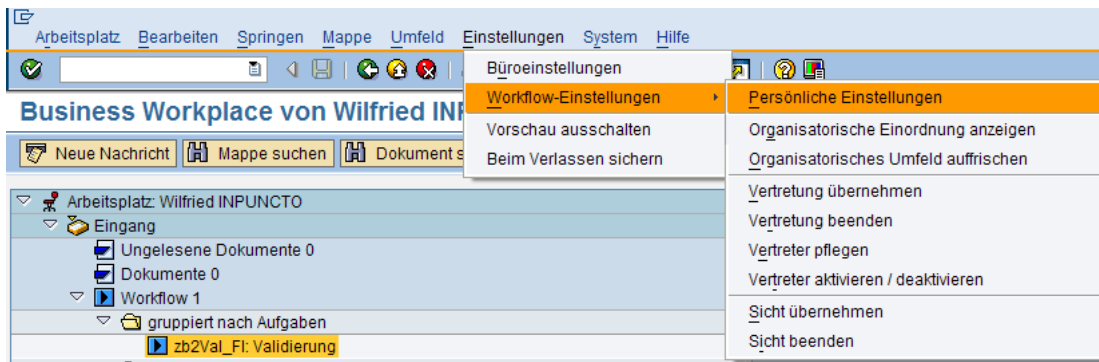 Arbeitsplatz Bearbeiten Springen Mappe Umfeld Einstellungen System Hilfe
Büroeinstellungen
Workflow-Einstellungen
Vorschau ausschalten
Beim Verlassen sichern
Persönliche Einstellungen
Organisatorische Einordnung anzeigen
Organisatorisches Umfeld auffrischen
Vertretung übernehmen
Vertretung beenden
Vertreter pflegen
Vertreter aktivieren / deaktivieren
Sicht übernehmen
Sicht beenden
Business Workplace von Wilfried
Neue Nachricht Mappe suchen Dokument
Arbeitsplatz: Wilfried INPUNCTO
Eingang
Ungelesene Dokumente 0
Dokumente 0
Workflow 1
gruppiert nach Aufgaben
zb2Val_FI: Validierung